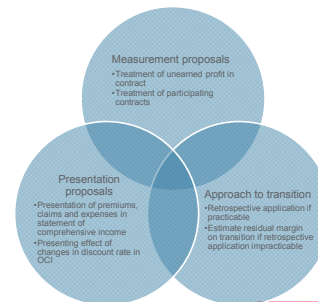 Measurement proposals
•Treatment of unearned profit in
contract
•Treatment of participating
contracts
Presentation
proposals
•Presentation of premiums,
claims and expenses in
statement of
comprehensive income
•Presenting effect of
changes in discount rate in
OCI
Approach to transition
•Retrospective application if
practicable
•Estimate residual margin
on transition if retrospective
application impracticable